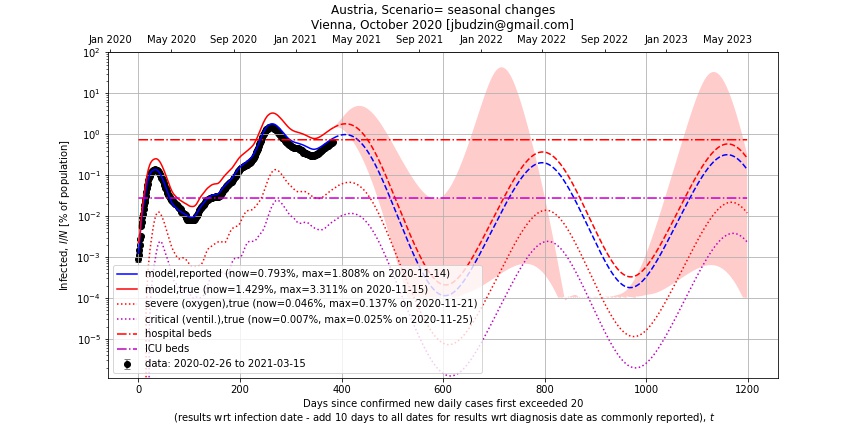 Austria, Scenario= seasonal changes
Vienna, October 2020 [jbudzin@gmail.com]
Jan 2020 May 2020 Sep 2020 Jan 2021 May 2021 Sep 2021 Jan 2022 May 2022 Sep 2022 Jan 2023 May 2023
10²
10¹
10⁰
10⁻¹
10⁻²
10⁻³
10⁻⁴
10⁻⁵
Infected, I/N [% of population]
model,reported (now=0.793%, max=1.808% on 2020-11-14)
model,true (now=1.429%, max=3.311% on 2020-11-15)
severe (oxygen),true (now=0.046%, max=0.137% on 2020-11-21)
critical (ventil.),true (now=0.007%, max=0.025% on 2020-11-25)
hospital beds
ICU beds
data: 2020-02-26 to 2021-03-15
0 200 400 600 800 1000 1200
Days since confirmed new daily cases first exceeded 20
(results wrt infection date - add 10 days to all dates for results wrt diagnosis date as commonly reported), t